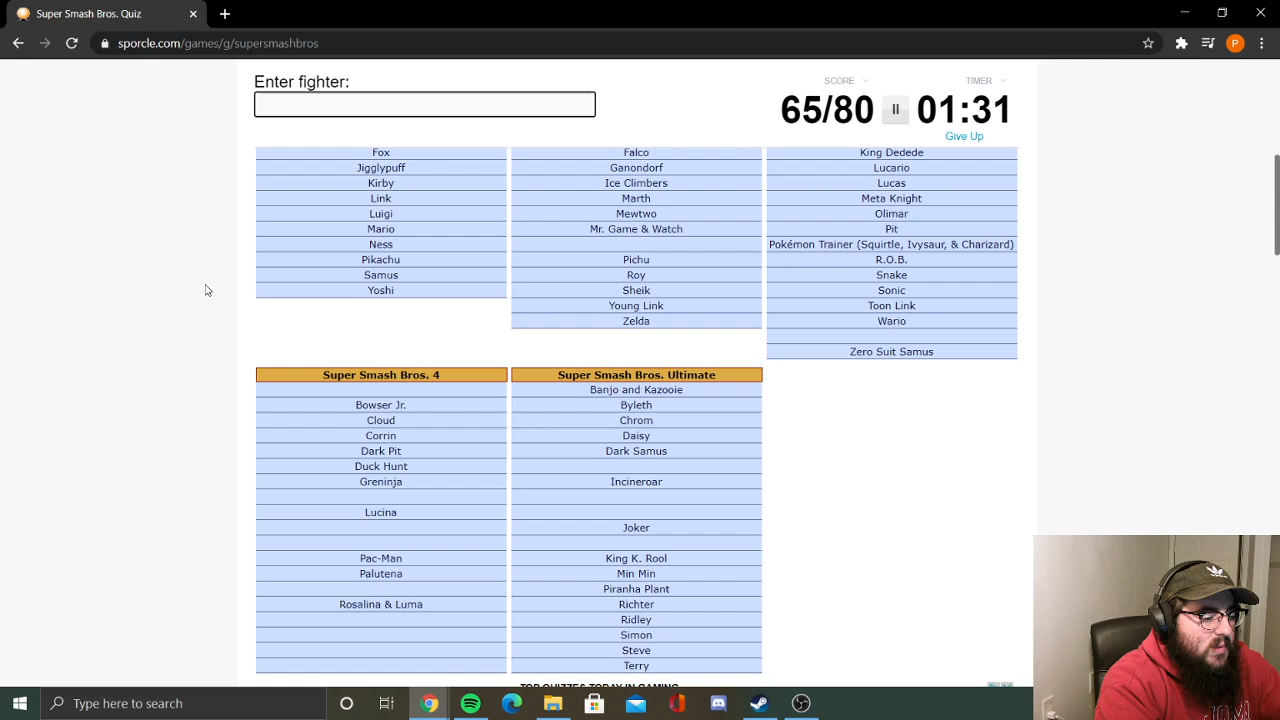 Super Smash Bros. Quiz
sporcle.com/games/g/supersmashbros
P
Enter fighter:
SCORE
TIMER
65/80
01:31
Give Up
Fox
Falco
King Dedede
Jigglypuff
Ganondorf
Lucario
Kirby
Ice Climbers
Lucas
Link
Marth
Meta Knight
Luigi
Mewtwo
Olimar
Mario
Mr. Game & Watch
Pit
Ness
Pokémon Trainer (Squirtle, Ivysaur, & Charizard)
Pikachu
Pichu
R.O.B.
Samus
Roy
Snake
Yoshi
Sheik
Sonic
Young Link
Toon Link
Zelda
Wario
Zero Suit Samus
Super Smash Bros. 4
Super Smash Bros. Ultimate
Banjo and Kazooie
Bowser Jr.
Byleth
Cloud
Chrom
Corrin
Daisy
Dark Pit
Dark Samus
Duck Hunt
Greninja
Incineroar
Lucina
Joker
Pac-Man
King K. Rool
Palutena
Min Min
Piranha Plant
Rosalina & Luma
Richter
Ridley
Simon
Steve
Terry
TOP QUIZZES TODAY IN GAMING
Type here to search